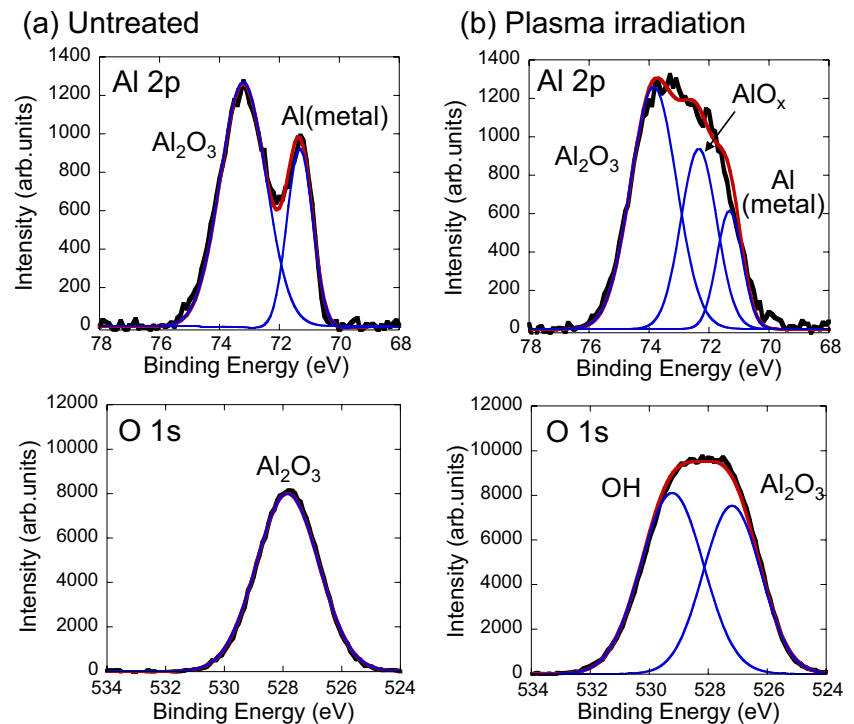 (a) Untreated
Al 2p
Al₂O₃
Al(metal)
Intensity (arb.units)
1400
1200
1000
800
600
400
200
0
78 76 74 72 70 68
Binding Energy (eV)
(b) Plasma irradiation
Al 2p
AlOₓ
Al₂O₃
Al
(metal)
Intensity (arb.units)
1400
1200
1000
800
600
400
200
0
78 76 74 72 70 68
Binding Energy (eV)
O 1s
Al₂O₃
Intensity (arb.units)
12000
10000
8000
6000
4000
2000
0
534 532 530 528 526 524
Binding Energy (eV)
O 1s
OH
Al₂O₃
Intensity (arb.units)
12000
10000
8000
6000
4000
2000
0
534 532 530 528 526 524
Binding Energy (eV)